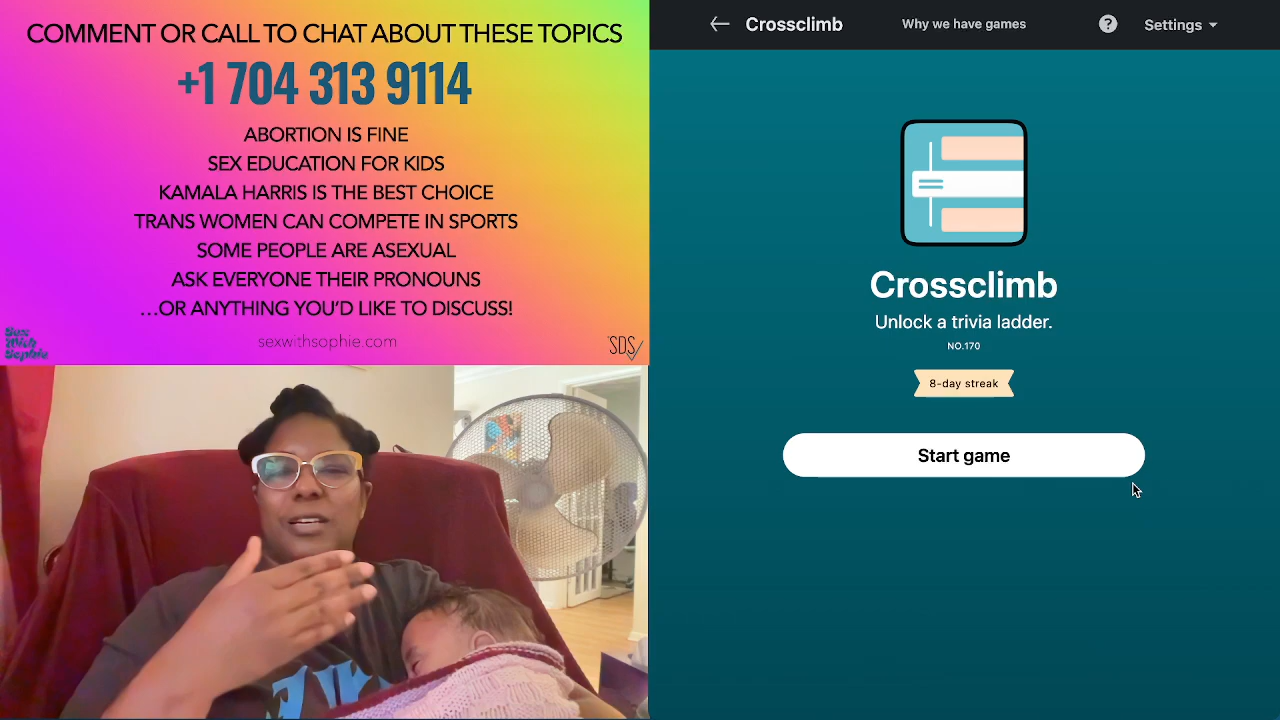 COMMENT OR CALL TO CHAT ABOUT THESE TOPICS
+1 704 313 9114
ABORTION IS FINE
SEX EDUCATION FOR KIDS
KAMALA HARRIS IS THE BEST CHOICE
TRANS WOMEN CAN COMPETE IN SPORTS
SOME PEOPLE ARE ASEXUAL
ASK EVERYONE THEIR PRONOUNS
…OR ANYTHING YOU'D LIKE TO DISCUSS!
sexwithsophie.com
Sex
With
Sophie
SDS
Crossclimb
Why we have games
?
Settings
Crossclimb
Unlock a trivia ladder.
NO.170
8-day streak
Start game